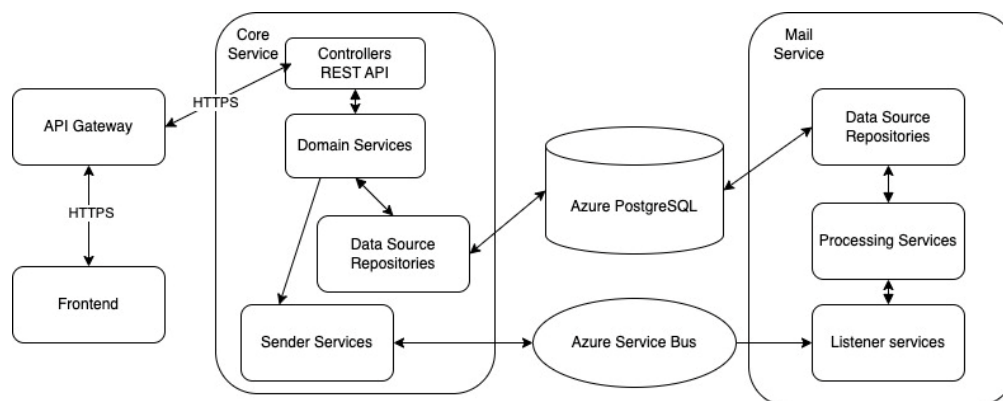 Core
Service
Controllers
REST API
HTTPS
API Gateway
Domain Services
HTTPS
Data Source
Repositories
Frontend
Sender Services
Azure PostgreSQL
Azure Service Bus
Mail
Service
Data Source
Repositories
Processing Services
Listener services